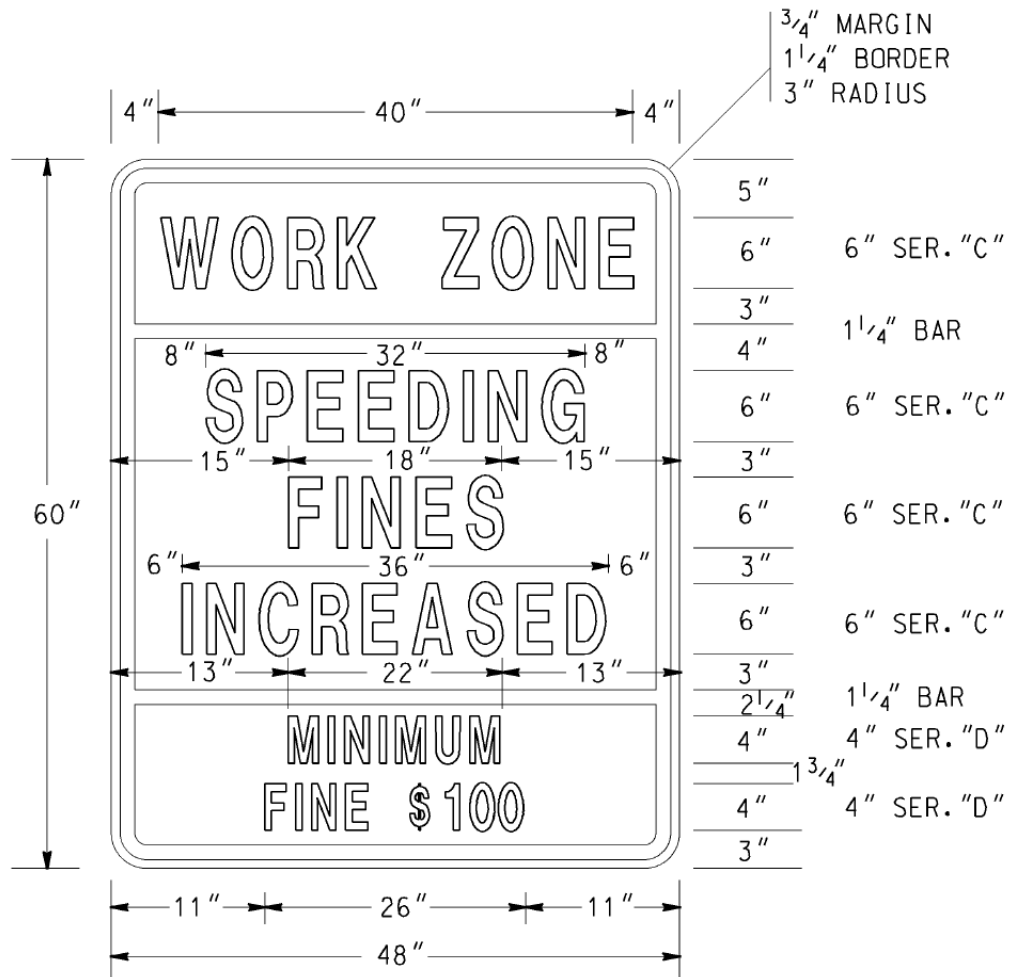 3/4" MARGIN
1 1/4" BORDER
3" RADIUS
4" 40" 4"
5"
WORK ZONE 6" 6" SER."C"
3"
1 1/4" BAR
8" 32" 8" 4"
SPEEDING 6" 6" SER."C"
15" 18" 15" 3"
60" FINES 6" 6" SER."C"
6" 36" 6" 3"
INCREASED 6" 6" SER."C"
13" 22" 13" 3"
2 1/4" 1 1/4" BAR
MINIMUM 4" 4" SER."D"
1 3/4"
FINE $100 4" 4" SER."D"
3"
11" 26" 11"
48"